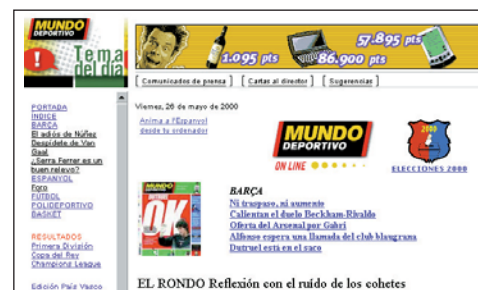 MUNDO
DEPORTIVO
! Tema
del día
1.095 pts
86.900 pts
57.895 pts
[ Comunicados de prensa ] [ Cartas al director ] [ Sugerencias ]
PORTADA
ÍNDICE
BARÇA
El adiós de Núñez
Despídete de Van
Gaal
¿Serra Ferrer es un
buen relevo?
ESPANYOL
Foro
FÚTBOL
POLIDEPORTIVO
BASKET
RESULTADOS
Primera División
Copa del Rey
Champions League
Edición País Vasco
Viernes, 26 de mayo de 2000
Anima a l'Espanyol
desde tu ordenador
MUNDO
DEPORTIVO
ON LINE
2000
ELECCIONES 2000
OK
BARÇA
Ni traspaso, ni aumento
Calientan el duelo Beckham-Rivaldo
Oferta del Arsenal por Gabri
Alfonso espera una llamada del club blaugrana
Dutruel está en el saco
EL RONDO Reflexión con el ruído de los cohetes